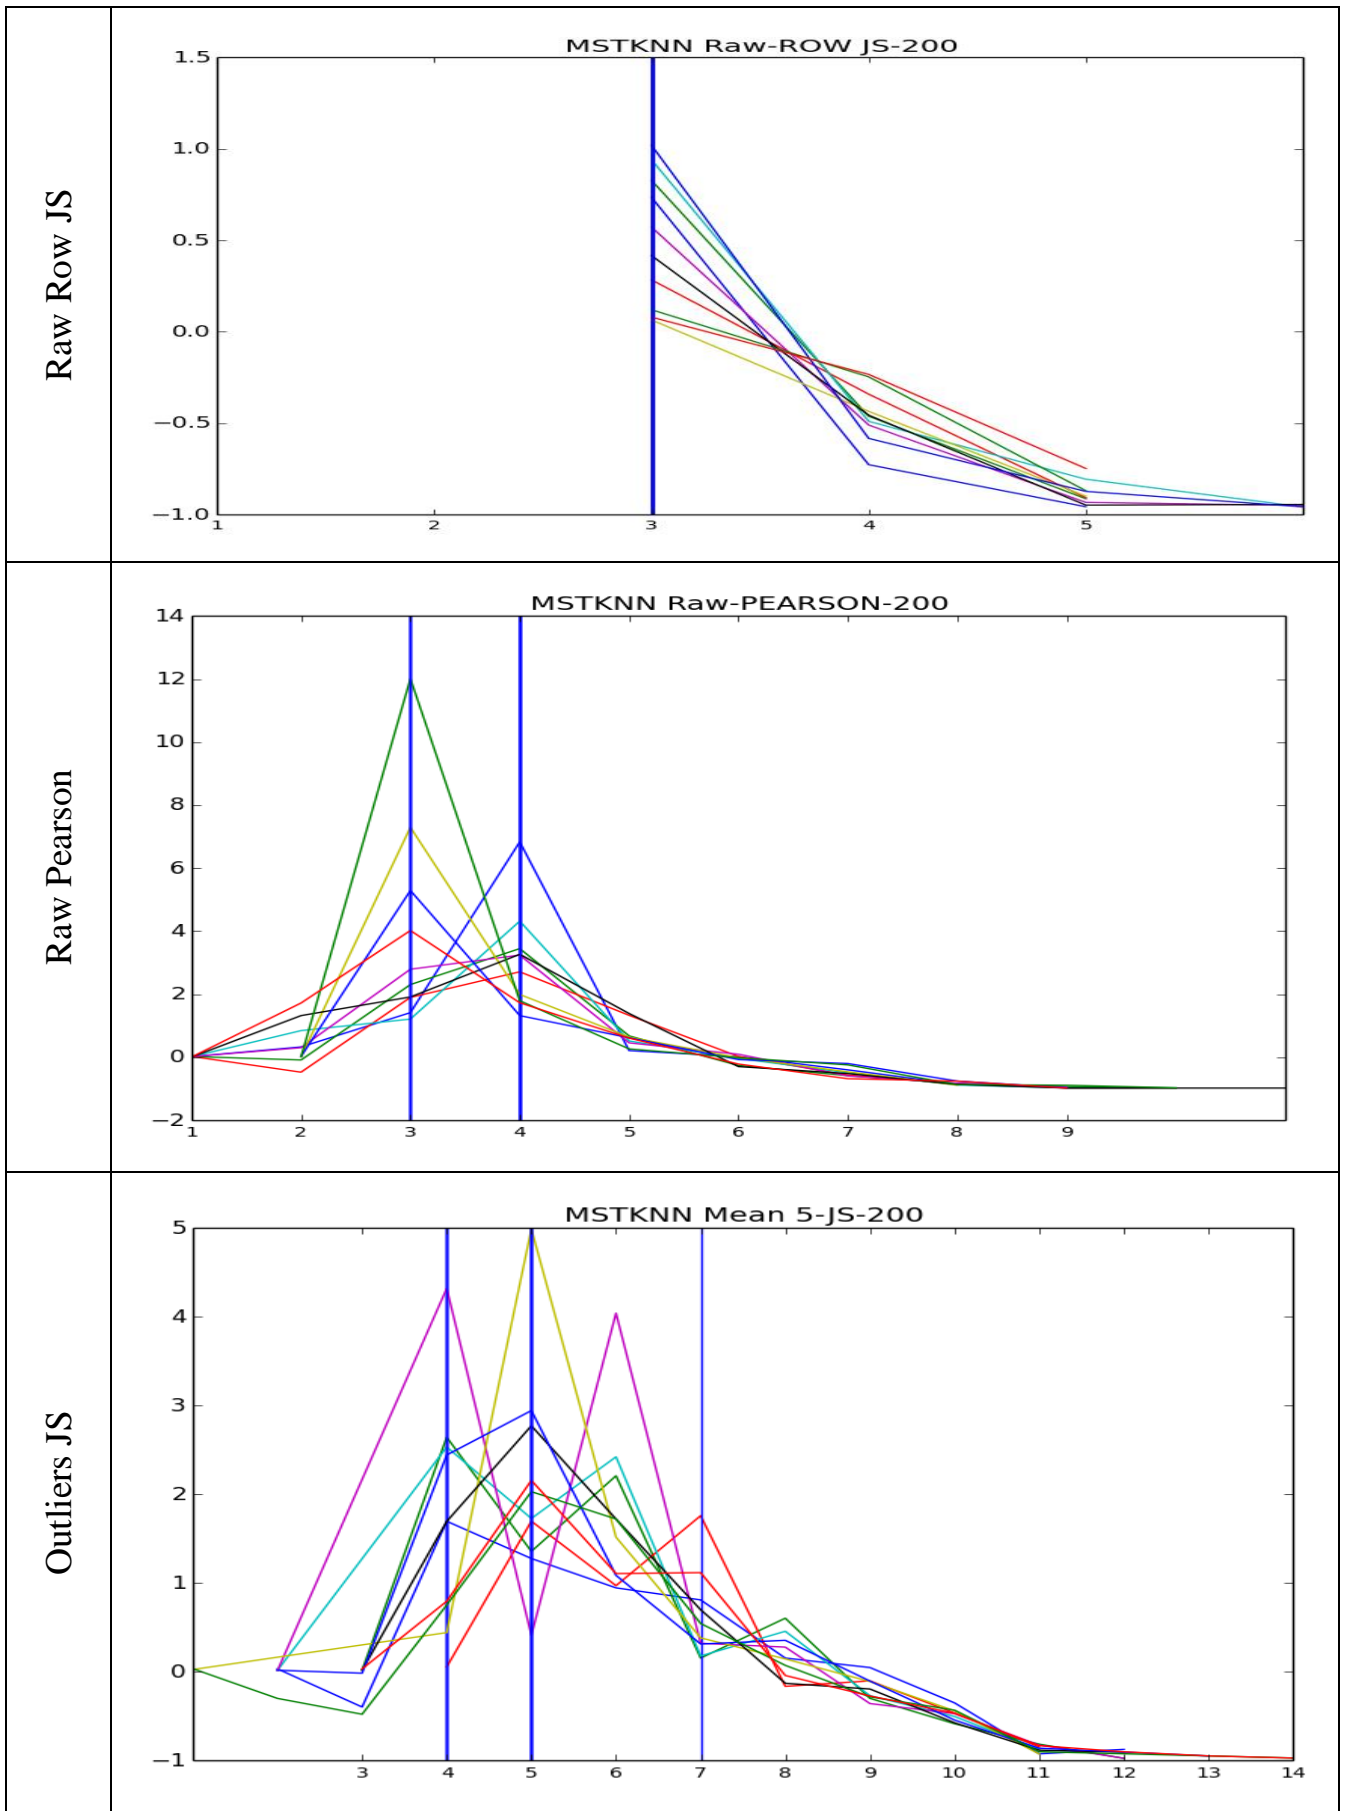 Raw Row JS
MSTKNN Raw-ROW JS-200
1.5
1.0
0.5
0.0
−0.5
−1.0
1 2 3 4 5
Raw Pearson
MSTKNN Raw-PEARSON-200
14
12
10
8
6
4
2
0
−2
1 2 3 4 5 6 7 8 9
Outliers JS
MSTKNN Mean 5-JS-200
5
4
3
2
1
0
−1
3 4 5 6 7 8 9 10 11 12 13 14